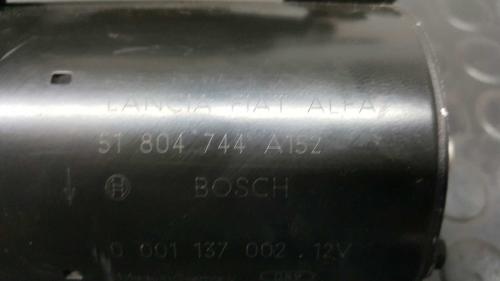 LANCIA FIAT ALFA
51 804 744 A152
BOSCH
0 001 137 002 . 12V